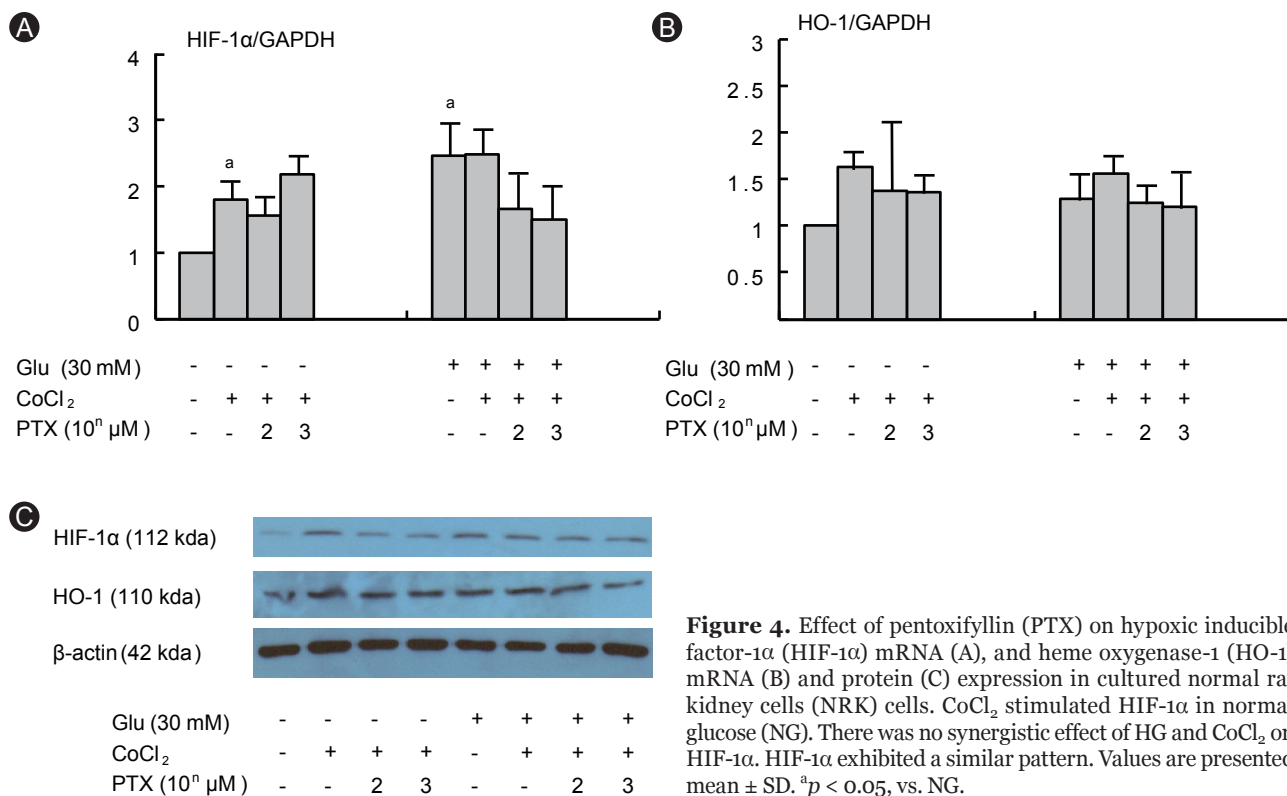 A
HIF-1α/GAPDH
4
3
2
1
0
a
a
Glu (30 mM) - - - - + + + +
CoCl₂ - + + + - + + +
PTX (10ⁿ µM) - - 2 3 - - 2 3
B
HO-1/GAPDH
3
2.5
2
1.5
1
0.5
Glu (30 mM) - - - - + + + +
CoCl₂ - + + + - + + +
PTX (10ⁿ µM) - - 2 3 - - 2 3
C
HIF-1α (112 kda)
HO-1 (110 kda)
β-actin (42 kda)
Glu (30 mM) - - - - + + + +
CoCl₂ - + + + - + + +
PTX (10ⁿ µM) - - 2 3 - - 2 3
Figure 4. Effect of pentoxifyllin (PTX) on hypoxic inducible
factor-1α (HIF-1α) mRNA (A), and heme oxygenase-1 (HO-1
mRNA (B) and protein (C) expression in cultured normal ra
kidney cells (NRK) cells. CoCl₂ stimulated HIF-1α in norma
glucose (NG). There was no synergistic effect of HG and CoCl₂ or
HIF-1α. HIF-1α exhibited a similar pattern. Values are presented
mean ± SD. ᵃp < 0.05, vs. NG.